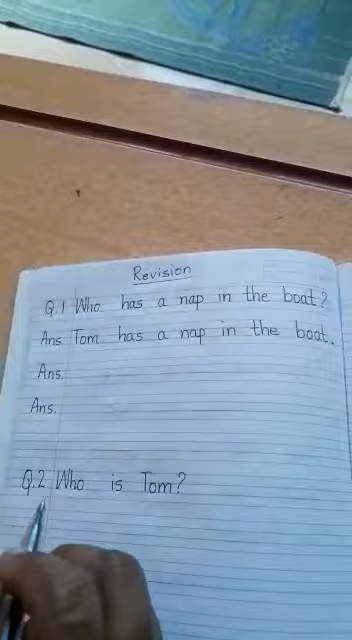 Revision
Q.1 Who has a nap in the boat?
Ans Tom has a nap in the boat.
Ans.
Ans.
Q.2 Who is Tom?